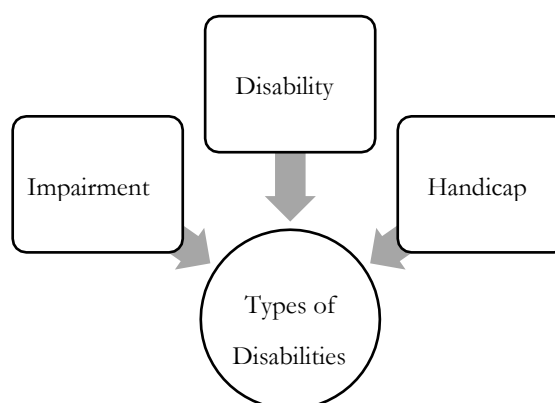 Disability
Impairment
Handicap
Types of
Disabilities